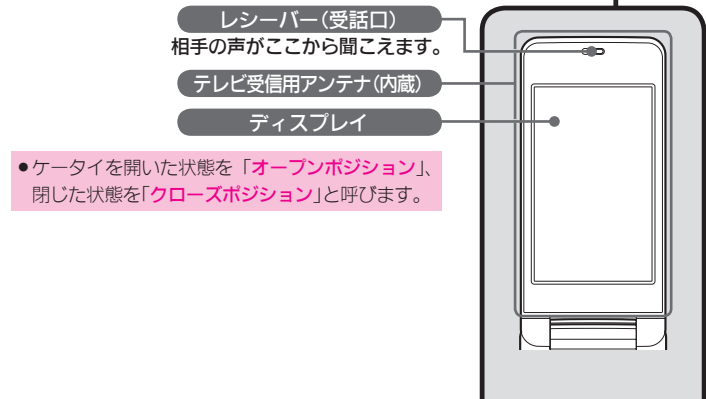 レシーバー（受話口）
相手の声がここから聞こえます。
テレビ受信用アンテナ（内蔵）
ディスプレイ
●ケータイを開いた状態を「オープンポジション」、
閉じた状態を「クローズポジション」と呼びます。